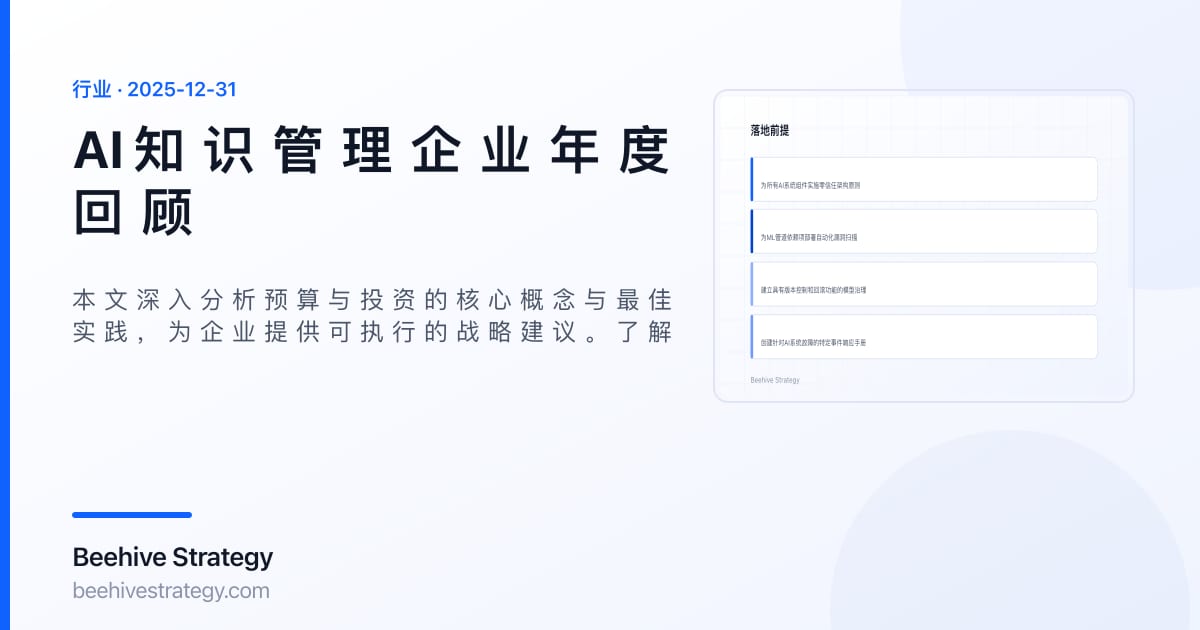 行业 · 2025-12-31
AI知识管理企业年度
回顾
本文深入分析预算与投资的核心概念与最佳
实践，为企业提供可执行的战略建议。了解
落地前提
为所有AI系统组件实施零信任架构原则
为ML管道依赖项部署自动化漏洞扫描
建立具有版本控制和回滚功能的模型治理
创建针对AI系统故障的特定事件响应手册
Beehive Strategy
Beehive Strategy
beehivestrategy.com